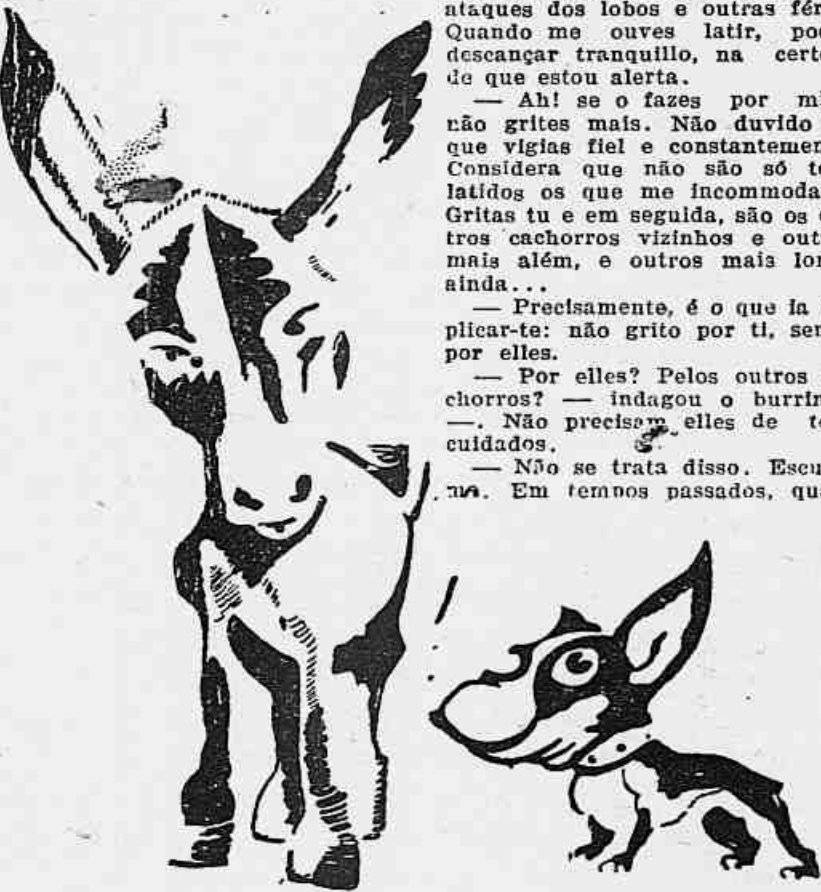 ataques dos lobos e outras fér
Quando me ouves latir, pod
descançar tranquillo, na certe
de que estou alerta.
— Ah! se o fazes por mi
não grites mais. Não duvido
que vigias fiel e constantemen
Considera que não são só te
latidos os que me incommoda
Gritas tu e em seguida, são os o
tros cachorros vizinhos e outr
mais além, e outros mais lon
ainda...
— Precisamente, é o que ia
plicar-te: não grito por ti, sen
por elles.
— Por elles? Pelos outros
chorros? — indagou o burrin
—. Não precisam elles de te
cuidados.
— Não se trata disso. Escu
me. Em tempos passados, qua